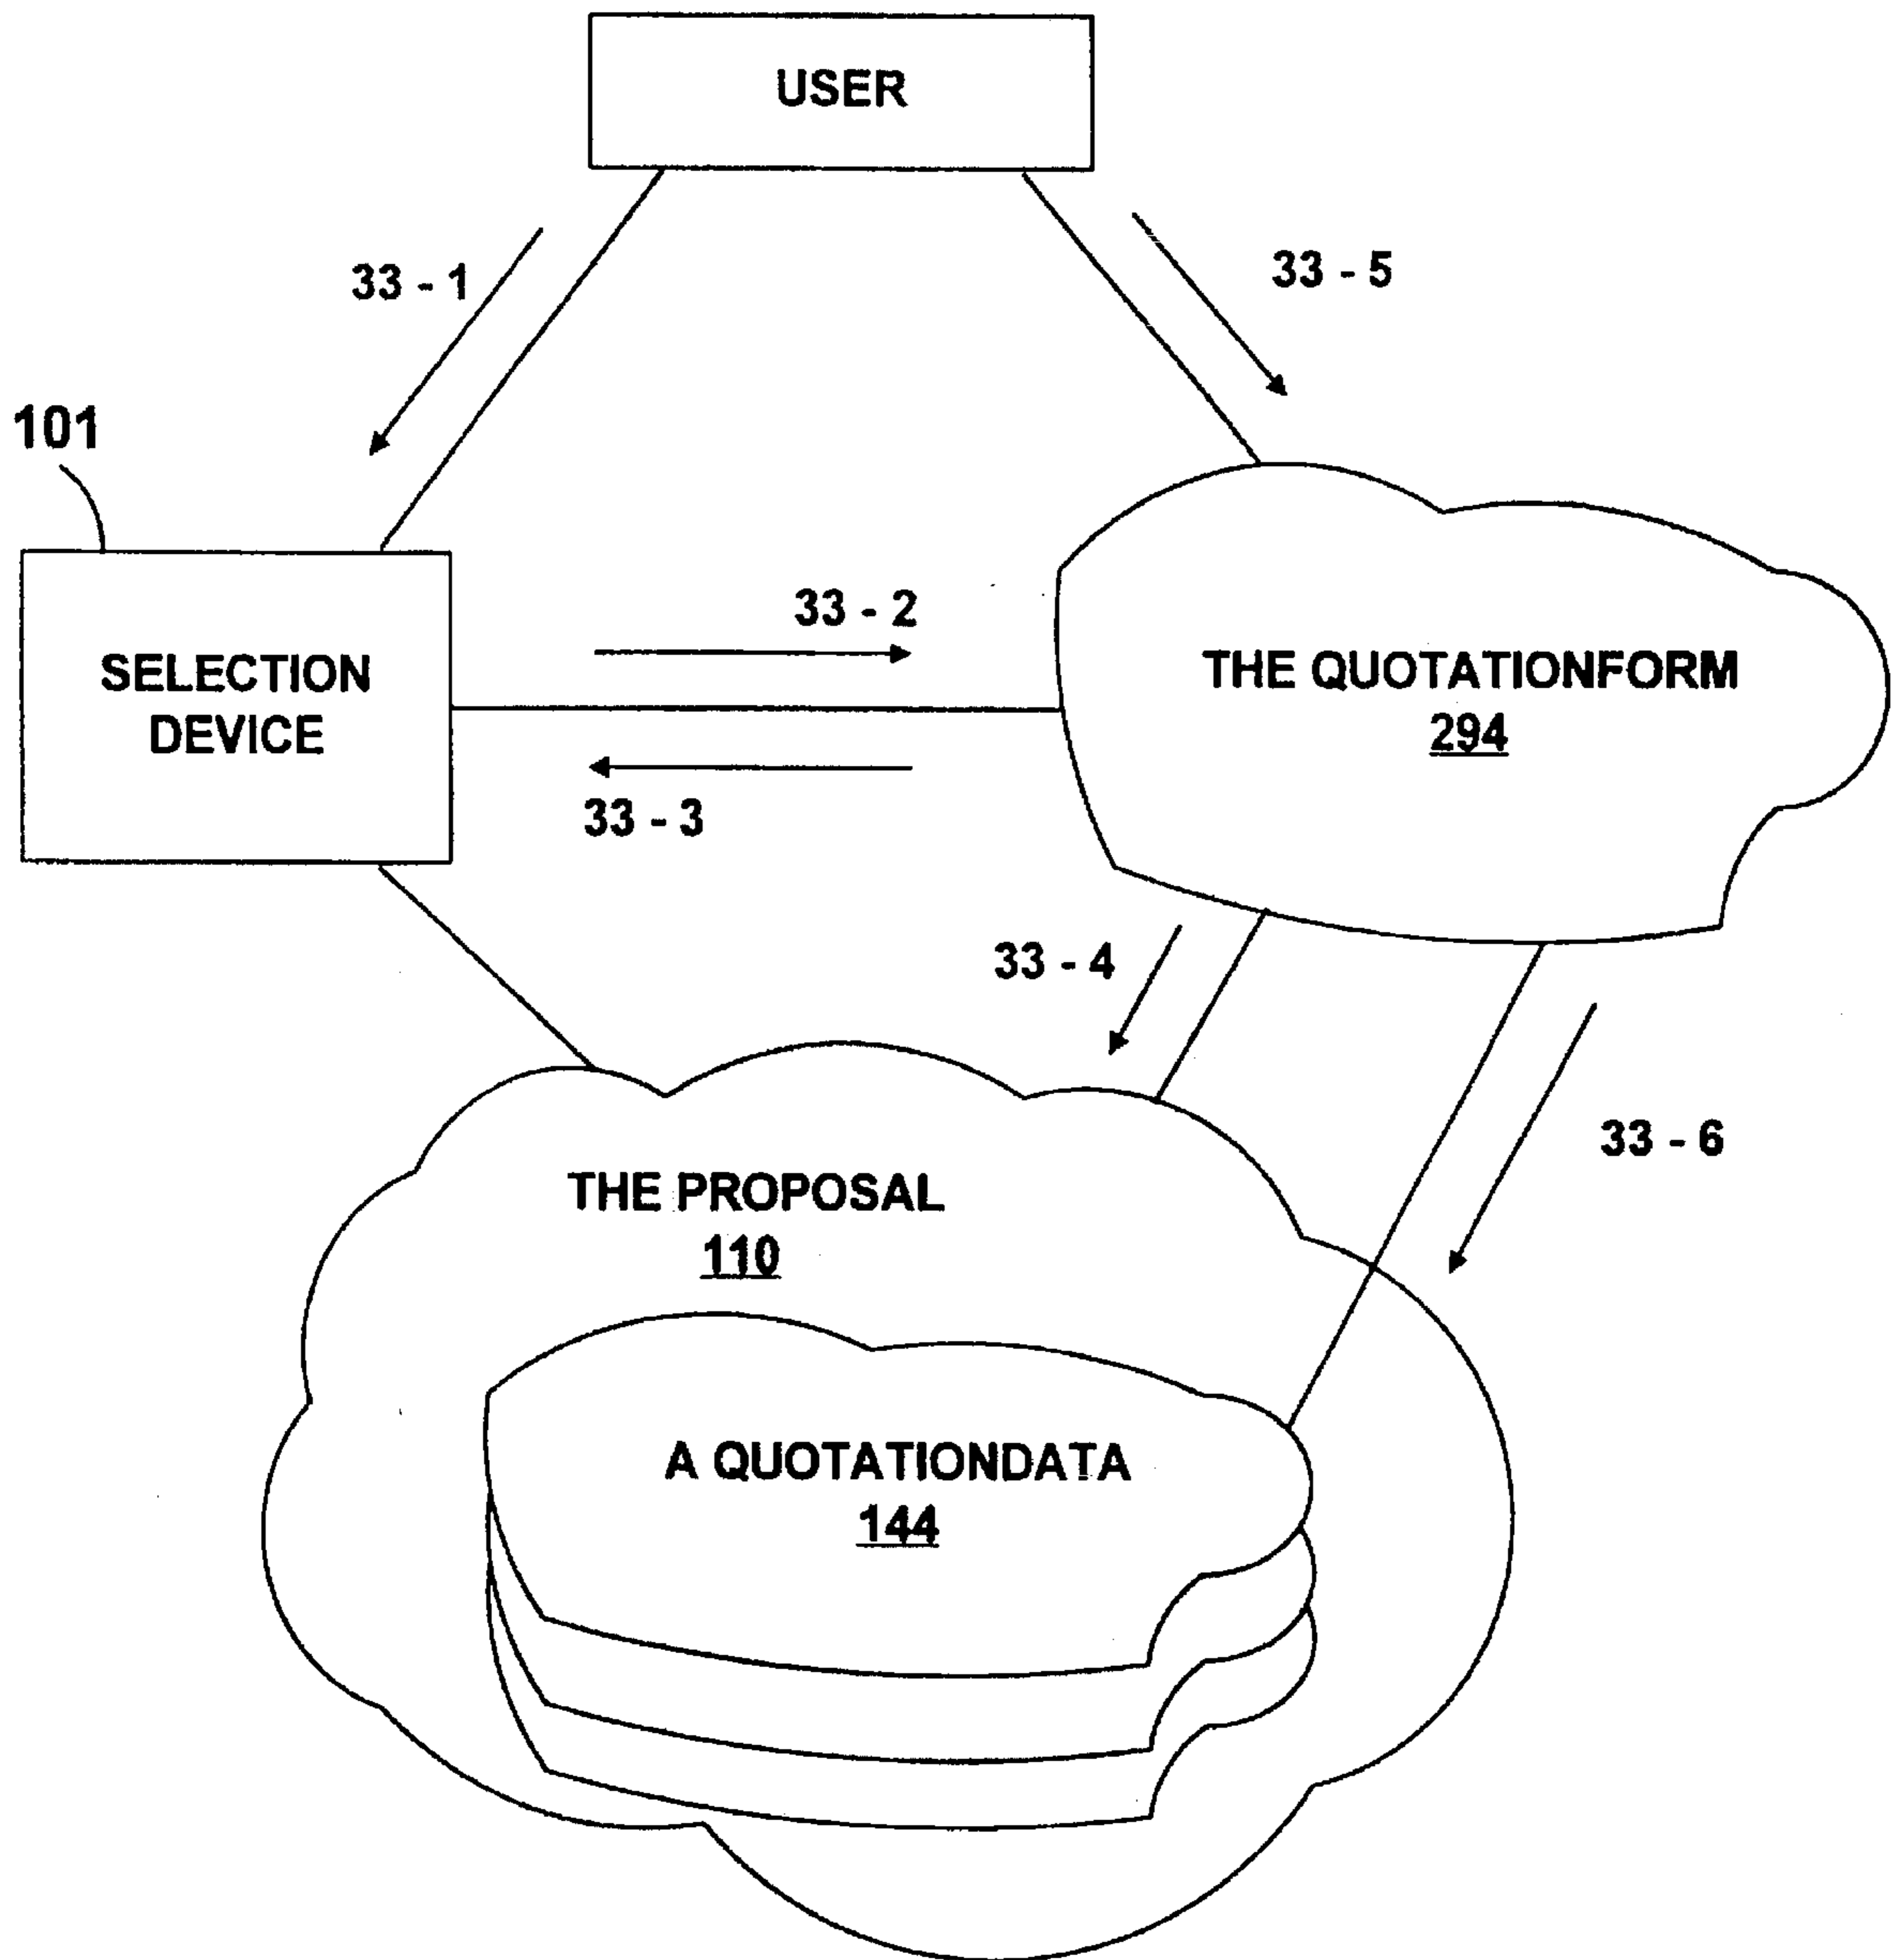 USER
33 - 1
33 - 5
101
33 - 2
SELECTION
DEVICE
THE QUOTATIONFORM
294
33 - 3
33 - 4
33 - 6
THE PROPOSAL
110
A QUOTATIONDATA
144